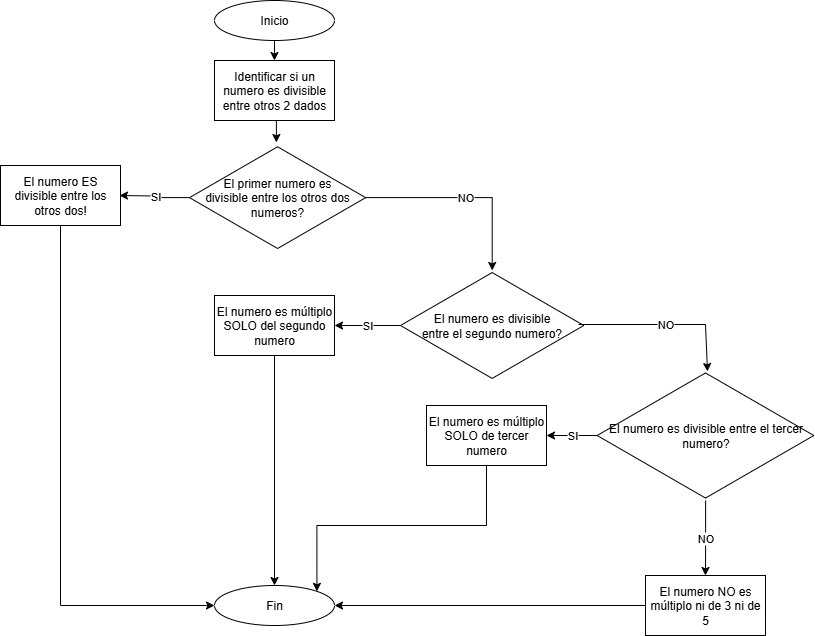 Inicio
Identificar si un
numero es divisible
entre otros 2 dados
El primer numero es
divisible entre los otros dos
numeros?
SI
NO
El numero ES
divisible entre los
otros dos!
El numero es divisible
entre el segundo numero?
SI
NO
El numero es múltiplo
SOLO del segundo
numero
El numero es divisible entre el tercer
numero?
SI
NO
El numero es múltiplo
SOLO de tercer
numero
El numero NO es
múltiplo ni de 3 ni de
5
Fin